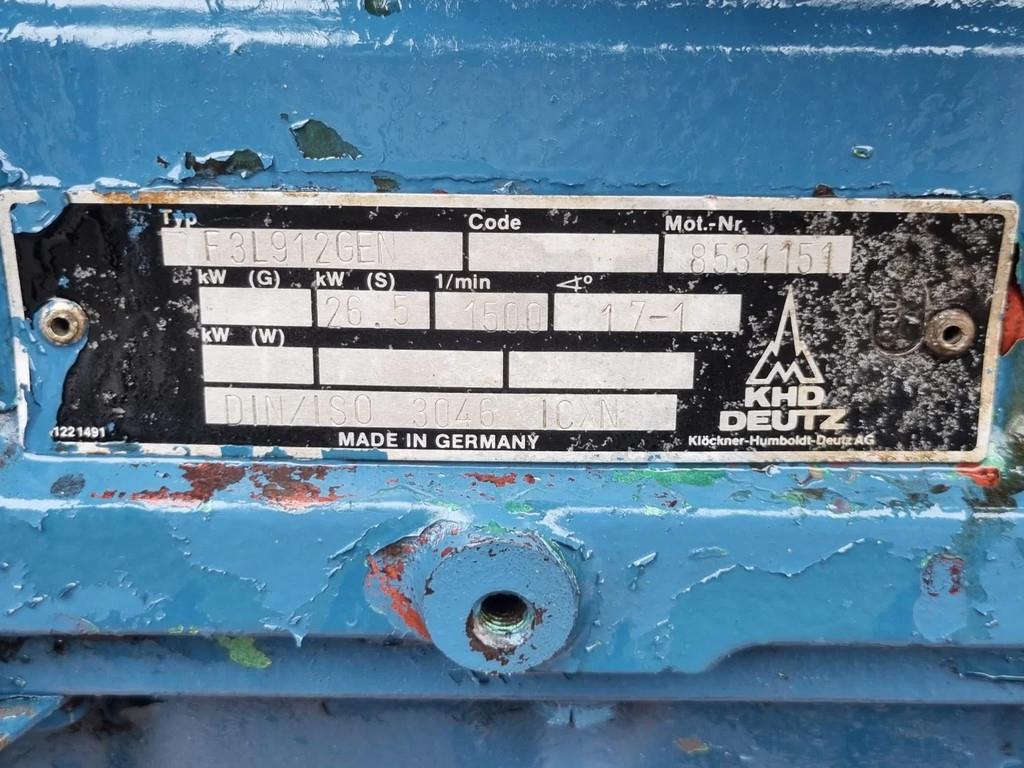 Typ Code Mot.-Nr.
F3L912GEN 8531151
kW (G) kW (S) 1/min ∢°
26.5 1500 17-1
kW (W)
DIN/ISO 3046 ICXN
1221491 MADE IN GERMANY
KHD
DEUTZ
Klöckner-Humboldt-Deutz AG